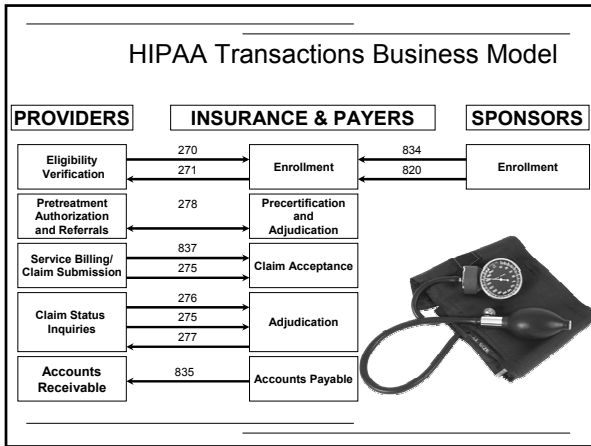 HIPAA Transactions Business Model
PROVIDERS
INSURANCE & PAYERS
SPONSORS
Eligibility
Verification
270
271
Enrollment
834
820
Enrollment
Pretreatment
Authorization
and Referrals
278
Precertification
and
Adjudication
Service Billing/
Claim Submission
837
275
Claim Acceptance
Claim Status
Inquiries
276
275
277
Adjudication
Accounts
Receivable
835
Accounts Payable